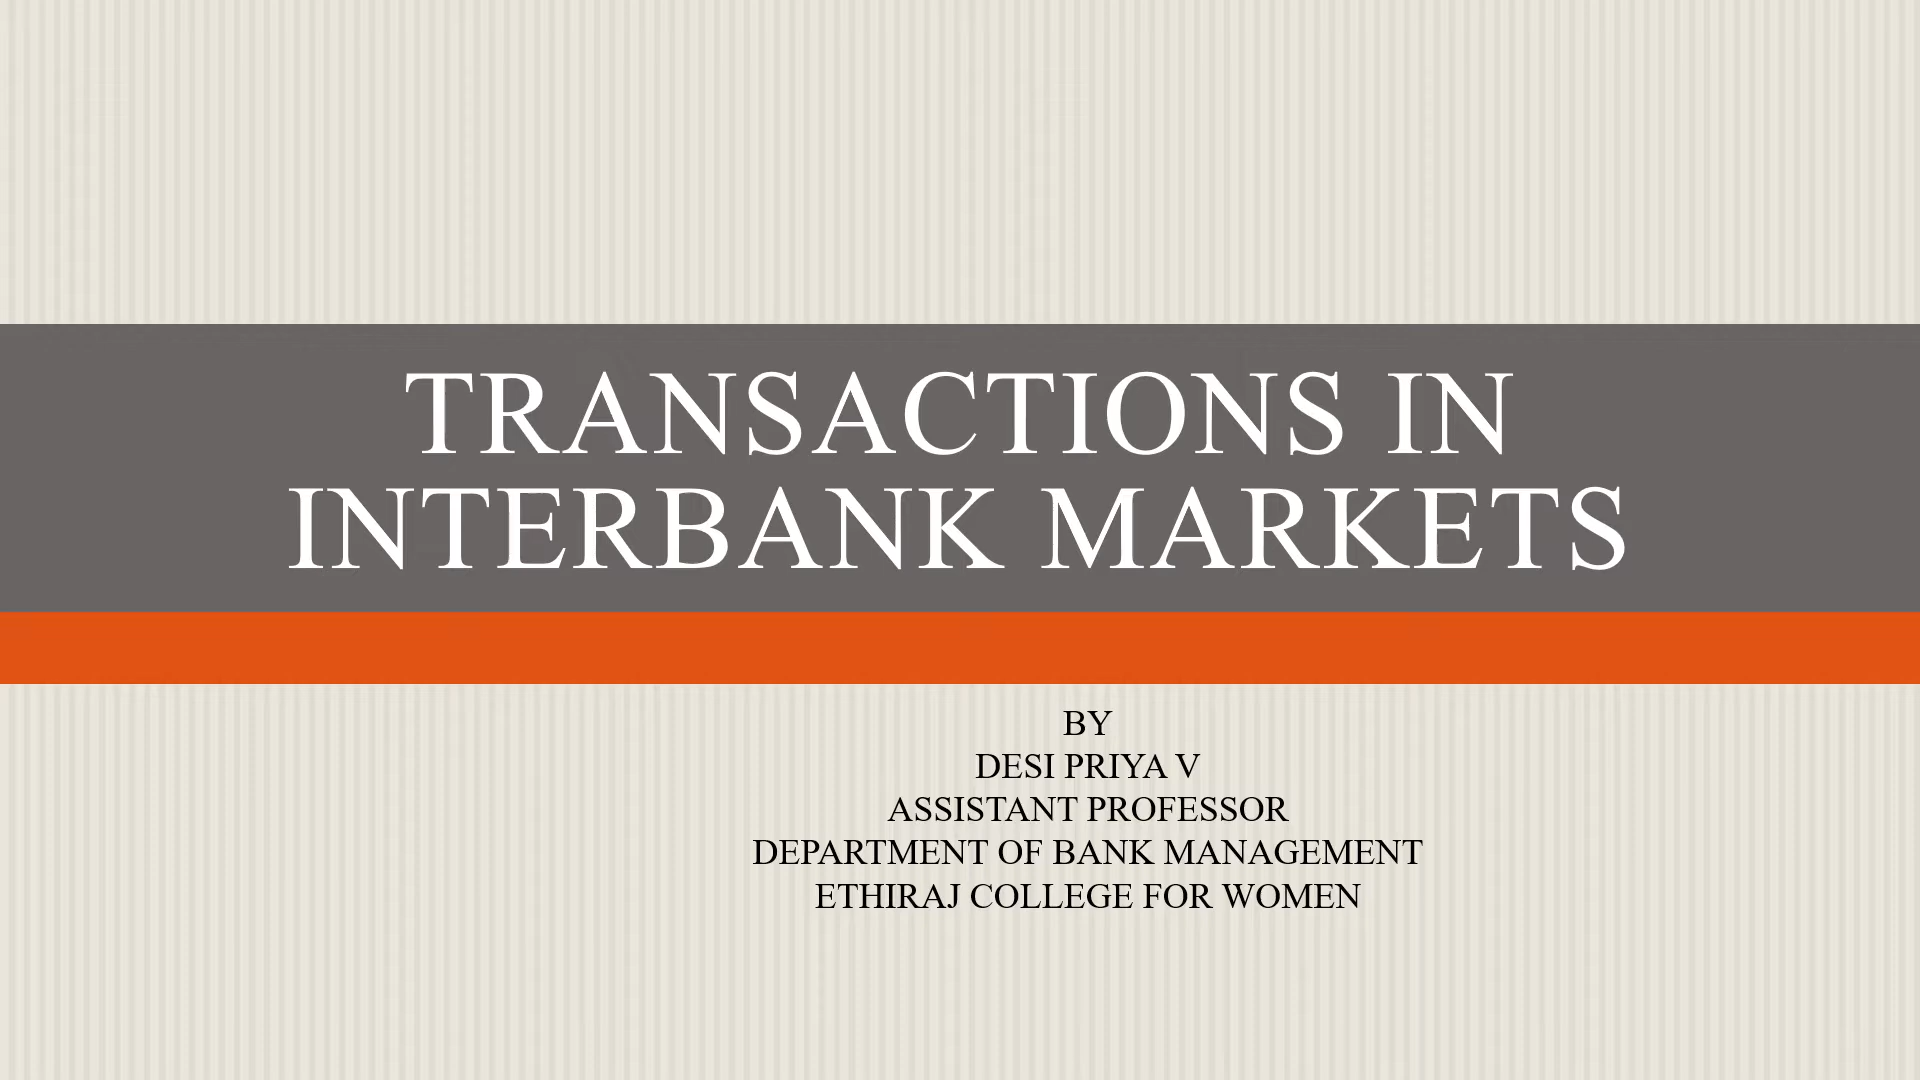 TRANSACTIONS IN
INTERBANK MARKETS
BY
DESI PRIYA V
ASSISTANT PROFESSOR
DEPARTMENT OF BANK MANAGEMENT
ETHIRAJ COLLEGE FOR WOMEN